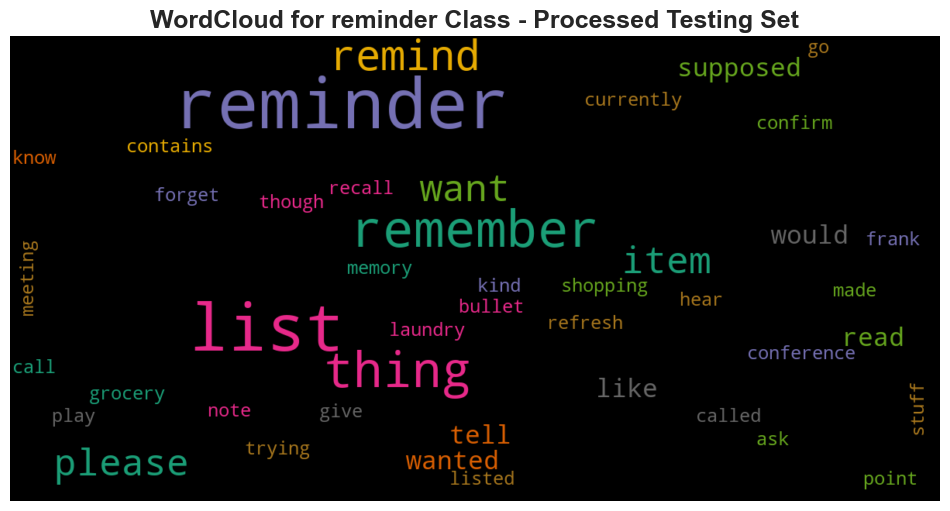 WordCloud for reminder Class - Processed Testing Set
remind
go
supposed
reminder
currently
confirm
contains
know
recall
want
forget
though
remember
would
frank
meeting
memory
item
kind
shopping
made
hear
bullet
list
laundry
refresh
read
conference
thing
call
grocery
like
stuff
play
note
give
called
tell
ask
trying
please
wanted
listed
point